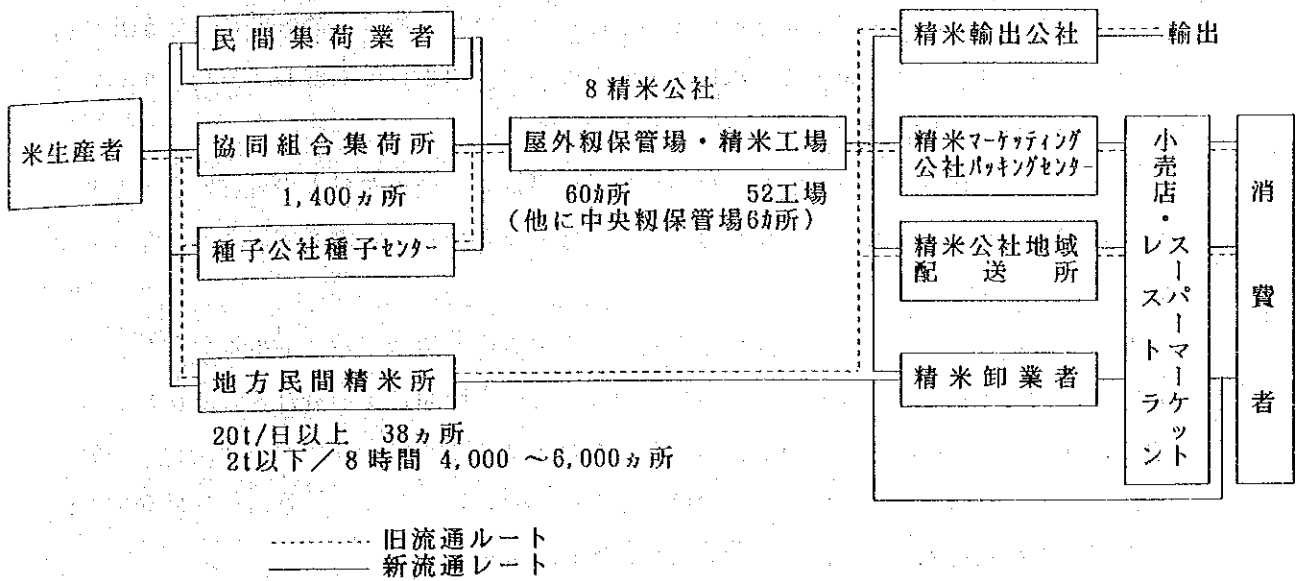 民間集荷業者
精米輸出公社
輸出
8精米公社
米生産者
協同組合集荷所
屋外籾保管場・精米工場
精米マーケッティング
公社パッキングセンター
1,400ヵ所
60ヵ所 52工場
(他に中央籾保管場6ヵ所)
種子公社種子センター
精米公社地域
配送所
小売店・
スーパーマーケット
レストラン
消費者
地方民間精米所
精米卸業者
20t/日以上 38ヵ所
2t以下/8時間 4,000~6,000ヵ所
旧流通ルート
新流通レート